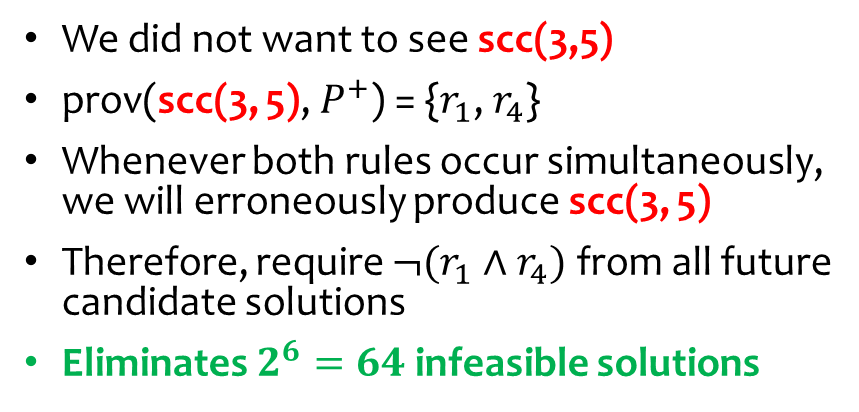 • We did not want to see scc(3,5)
• prov(scc(3, 5), P⁺) = {r₁, r₄}
• Whenever both rules occur simultaneously,
we will erroneously produce scc(3, 5)
• Therefore, require ¬(r₁ ∧ r₄) from all future
candidate solutions
• Eliminates 2⁶ = 64 infeasible solutions